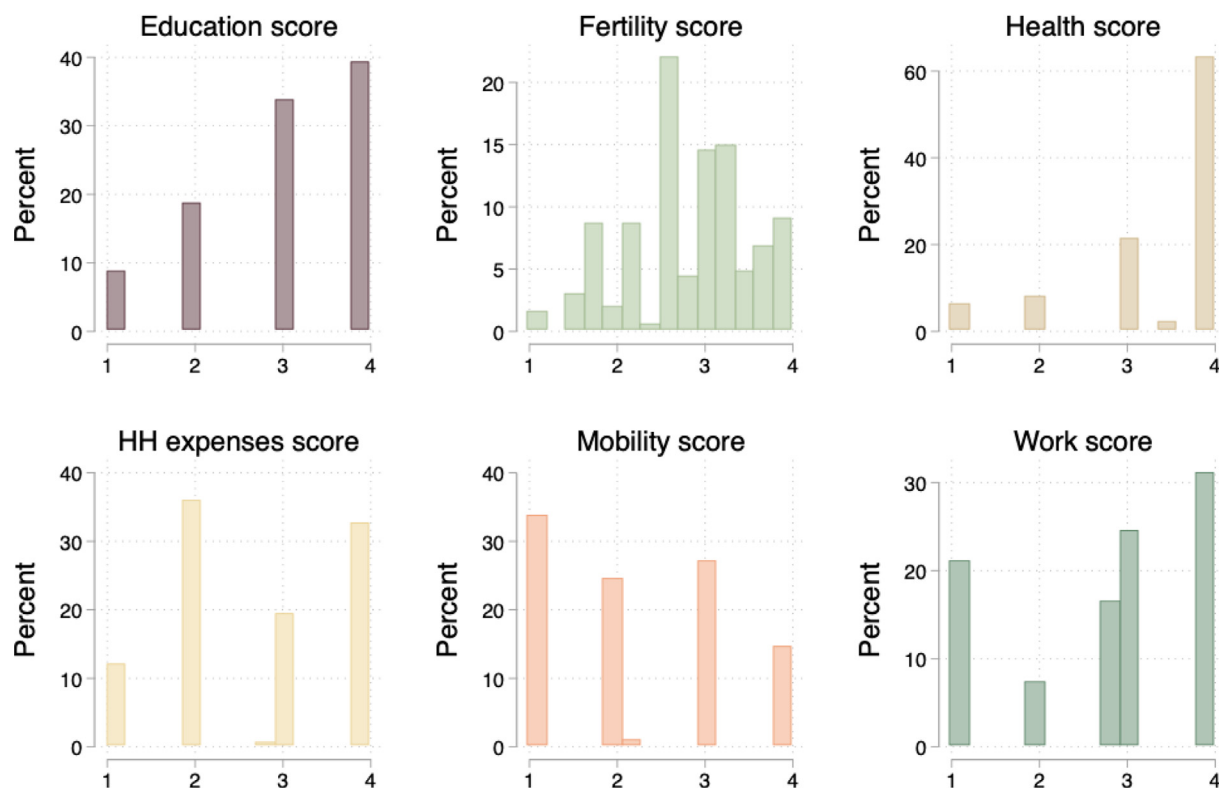 Education score
Percent
40
30
20
10
0
1 2 3 4
Fertility score
Percent
20
15
10
5
0
1 2 3 4
Health score
Percent
60
40
20
0
1 2 3 4
HH expenses score
Percent
40
30
20
10
0
1 2 3 4
Mobility score
Percent
40
30
20
10
0
1 2 3 4
Work score
Percent
30
20
10
0
1 2 3 4